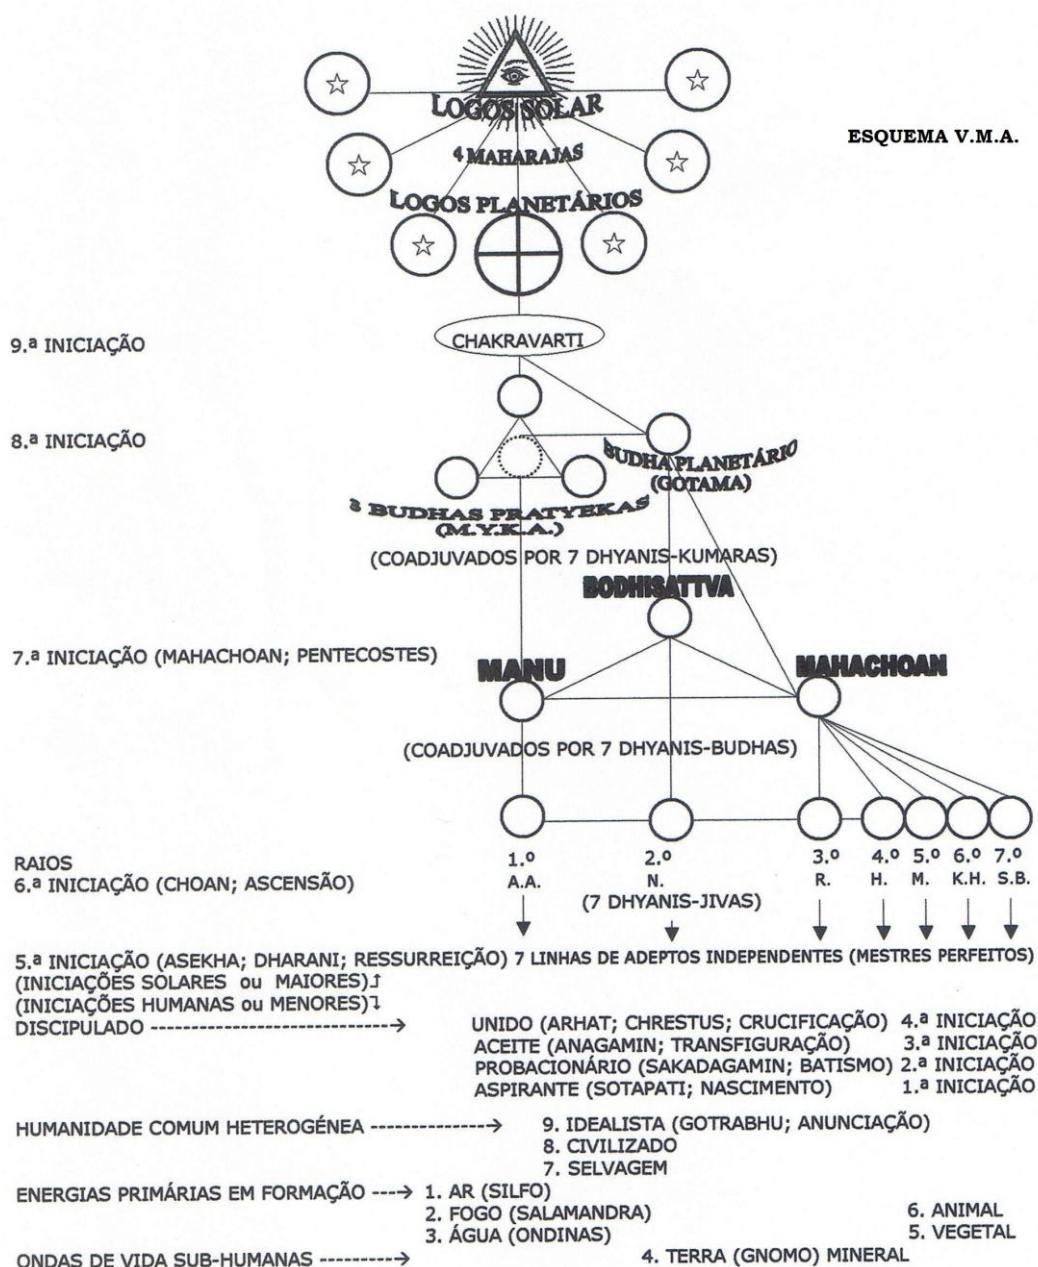 LOGOS SOLAR
ESQUEMA V.M.A.
4 MAHARAJAS
LOGOS PLANETÁRIOS
CHAKRAVARTI
9.ª INICIAÇÃO
8.ª INICIAÇÃO
BUDHA PLANETÁRIO
(GOTAMA)
3 BUDHAS PRATYEKAS
(M.Y.K.A.)
(COADJUVADOS POR 7 DHYANIS-KUMARAS)
BODHISATTVA
7.ª INICIAÇÃO (MAHACHOAN; PENTECOSTES)
MANU
MAHACHOAN
(COADJUVADOS POR 7 DHYANIS-BUDHAS)
RAIOS 1.º 2.º 3.º 4.º 5.º 6.º 7.º
6.ª INICIAÇÃO (CHOAN; ASCENSÃO) A.A. N. R. H. M. K.H. S.B.
(7 DHYANIS-JIVAS)
5.ª INICIAÇÃO (ASEKHA; DHARANI; RESSURREIÇÃO) 7 LINHAS DE ADEPTOS INDEPENDENTES (MESTRES PERFEITOS)
(INICIAÇÕES SOLARES ou MAIORES)
(INICIAÇÕES HUMANAS ou MENORES)
DISCIPULADO ----------------------------→ UNIDO (ARHAT; CHRESTUS; CRUCIFICAÇÃO) 4.ª INICIAÇÃO
ACEITE (ANAGAMIN; TRANSFIGURAÇÃO) 3.ª INICIAÇÃO
PROBACIONÁRIO (SAKADAGAMIN; BATISMO) 2.ª INICIAÇÃO
ASPIRANTE (SOTAPATI; NASCIMENTO) 1.ª INICIAÇÃO
HUMANIDADE COMUM HETEROGÉNEA --------------→ 9. IDEALISTA (GOTRABHU; ANUNCIAÇÃO)
8. CIVILIZADO
7. SELVAGEM
ENERGIAS PRIMÁRIAS EM FORMAÇÃO ----→ 1. AR (SILFO)
2. FOGO (SALAMANDRA) 6. ANIMAL
3. ÁGUA (ONDINAS) 5. VEGETAL
ONDAS DE VIDA SUB-HUMANAS ----------→ 4. TERRA (GNOMO) MINERAL